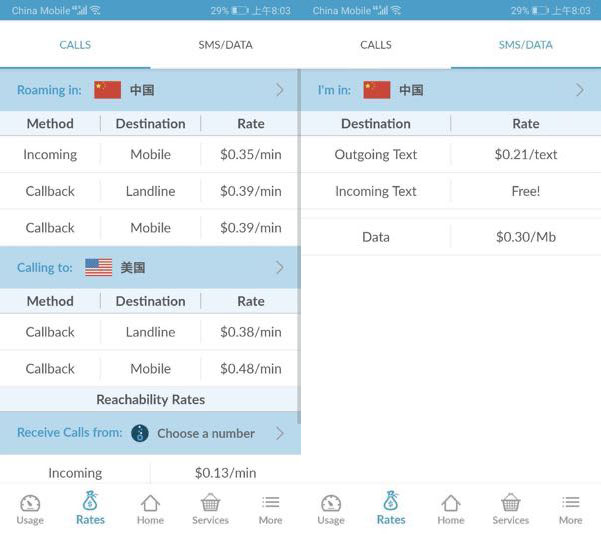 China Mobile 29% 上午8:03
CALLS SMS/DATA
Roaming in: 中国
Method Destination Rate
Incoming Mobile $0.35/min
Callback Landline $0.39/min
Callback Mobile $0.39/min
Calling to: 美国
Method Destination Rate
Callback Landline $0.38/min
Callback Mobile $0.48/min
Reachability Rates
Receive Calls from: Choose a number
Incoming $0.13/min
Usage Rates Home Services More
China Mobile 29% 上午8:03
CALLS SMS/DATA
I'm in: 中国
Destination Rate
Outgoing Text $0.21/text
Incoming Text Free!
Data $0.30/Mb
Usage Rates Home Services More